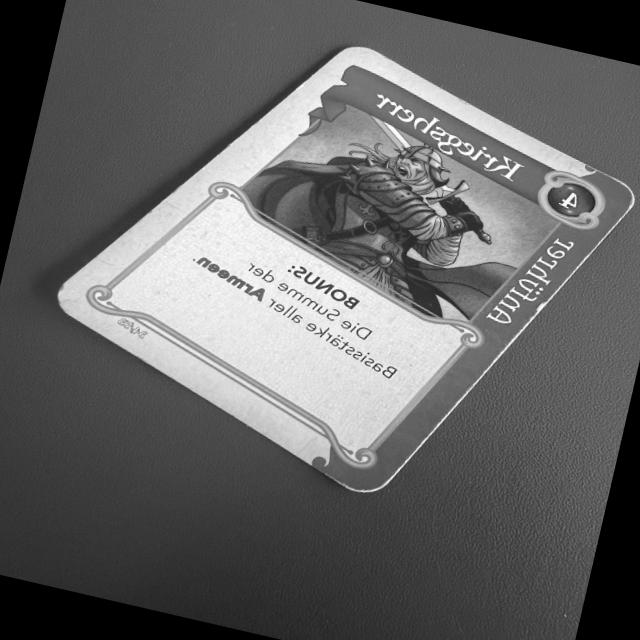 Kriegsherr
4
Anführer
BONUS:
Die Summe der
Basisstärke aller Armeen.